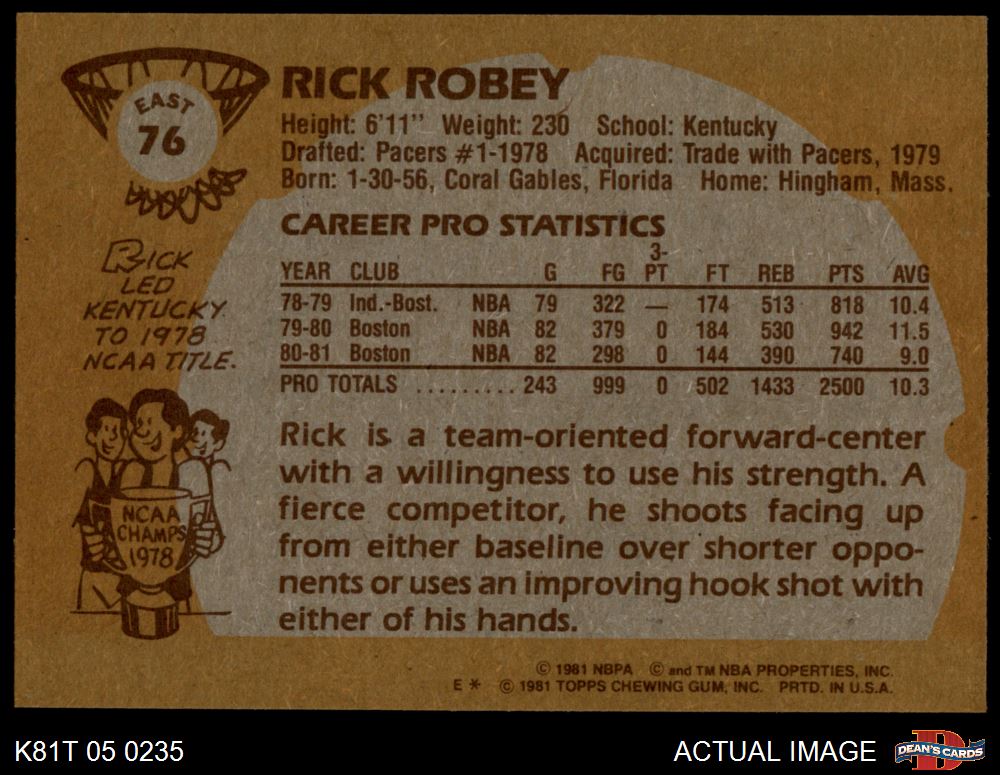 EAST
76
RICK ROBEY
Height: 6'11" Weight: 230 School: Kentucky
Drafted: Pacers #1-1978 Acquired: Trade with Pacers, 1979
Born: 1-30-56, Coral Gables, Florida Home: Hingham, Mass.
RICK
LED
KENTUCKY
TO 1978
NCAA TITLE.
NCAA
CHAMPS
1978
CAREER PRO STATISTICS
3-
YEAR CLUB G FG PT FT REB PTS AVG
78-79 Ind.-Bost. NBA 79 322 — 174 513 818 10.4
79-80 Boston NBA 82 379 0 184 530 942 11.5
80-81 Boston NBA 82 298 0 144 390 740 9.0
PRO TOTALS ......... 243 999 0 502 1433 2500 10.3
Rick is a team-oriented forward-center
with a willingness to use his strength. A
fierce competitor, he shoots facing up
from either baseline over shorter oppo-
nents or uses an improving hook shot with
either of his hands.
© 1981 NBPA © and TM NBA PROPERTIES, INC.
E * © 1981 TOPPS CHEWING GUM, INC. PRTD. IN U.S.A.
K81T 05 0235
ACTUAL IMAGE
DEAN'S CARDS